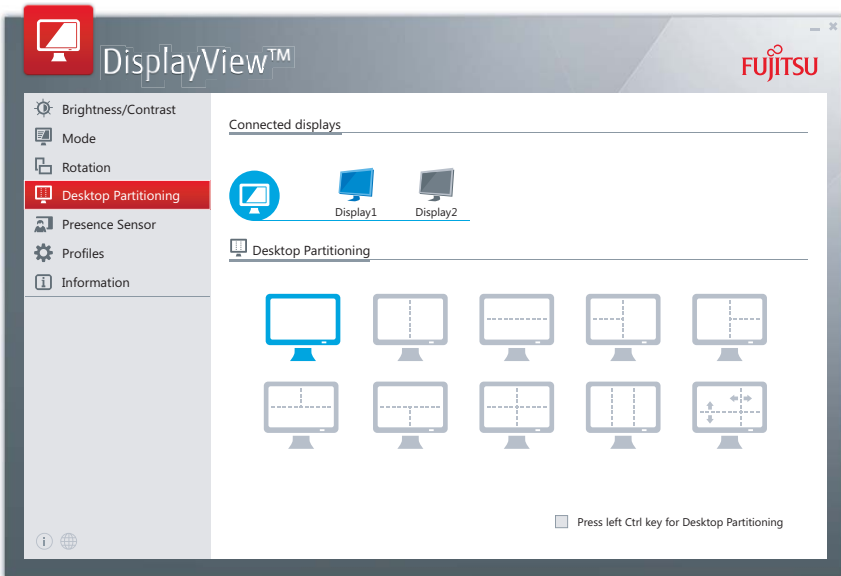 DisplayView™
FUJITSU
Brightness/Contrast
Mode
Rotation
Desktop Partitioning
Presence Sensor
Profiles
Information
Connected displays
Display1
Display2
Desktop Partitioning
Press left Ctrl key for Desktop Partitioning